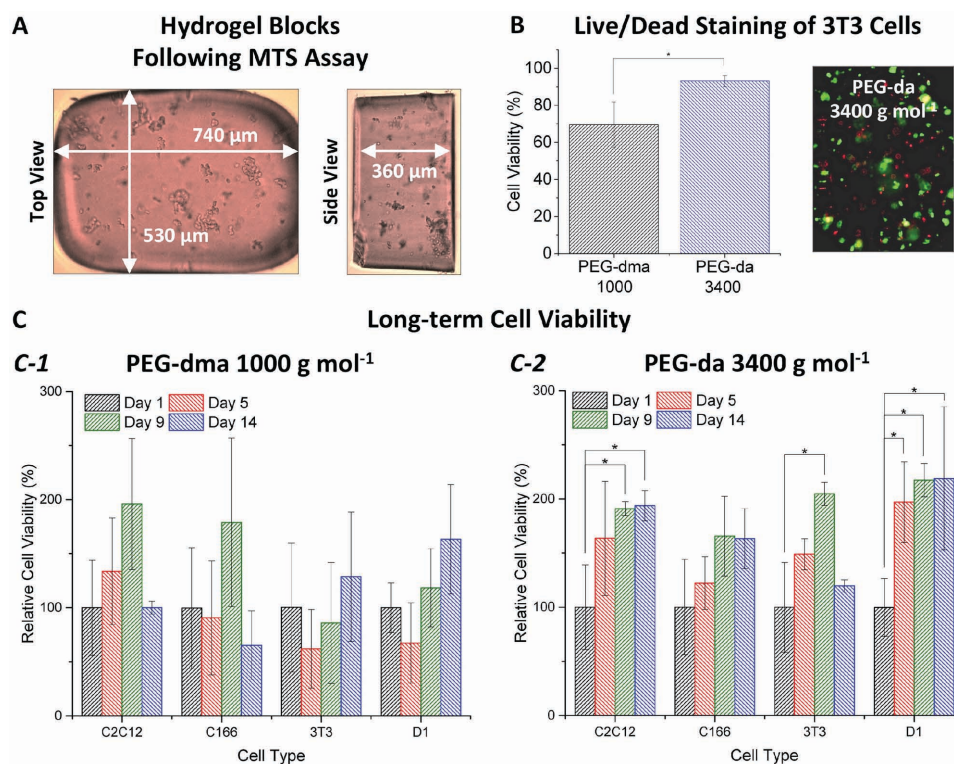 A
Hydrogel Blocks
Following MTS Assay
Top View
740 µm
530 µm
Side View
360 µm
B
Live/Dead Staining of 3T3 Cells
*
Cell Viability (%)
100
80
60
40
20
0
PEG-dma
1000
PEG-da
3400
PEG-da
3400 g mol⁻¹
C
Long-term Cell Viability
C-1
PEG-dma 1000 g mol⁻¹
Relative Cell Viability (%)
300
200
100
0
Day 1
Day 5
Day 9
Day 14
C2C12
C166
3T3
D1
Cell Type
C-2
PEG-da 3400 g mol⁻¹
Relative Cell Viability (%)
300
200
100
0
Day 1
Day 5
Day 9
Day 14
*
*
*
*
*
*
C2C12
C166
3T3
D1
Cell Type